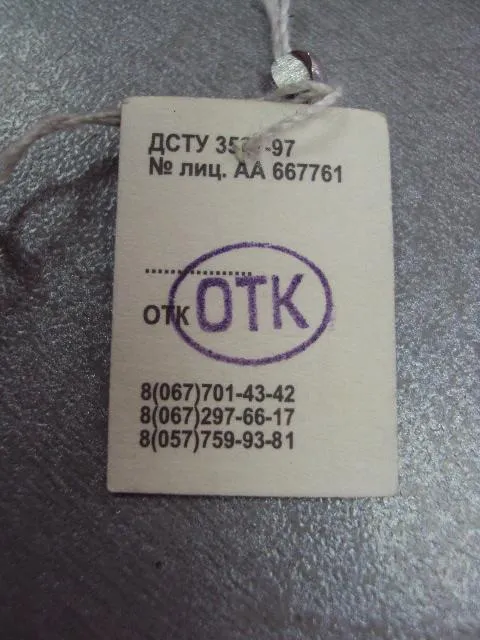 ДСТУ -97
№ лиц. АА 667761
..................
ОТК ОТК
8(067)701-43-42
8(067)297-66-17
8(057)759-93-81